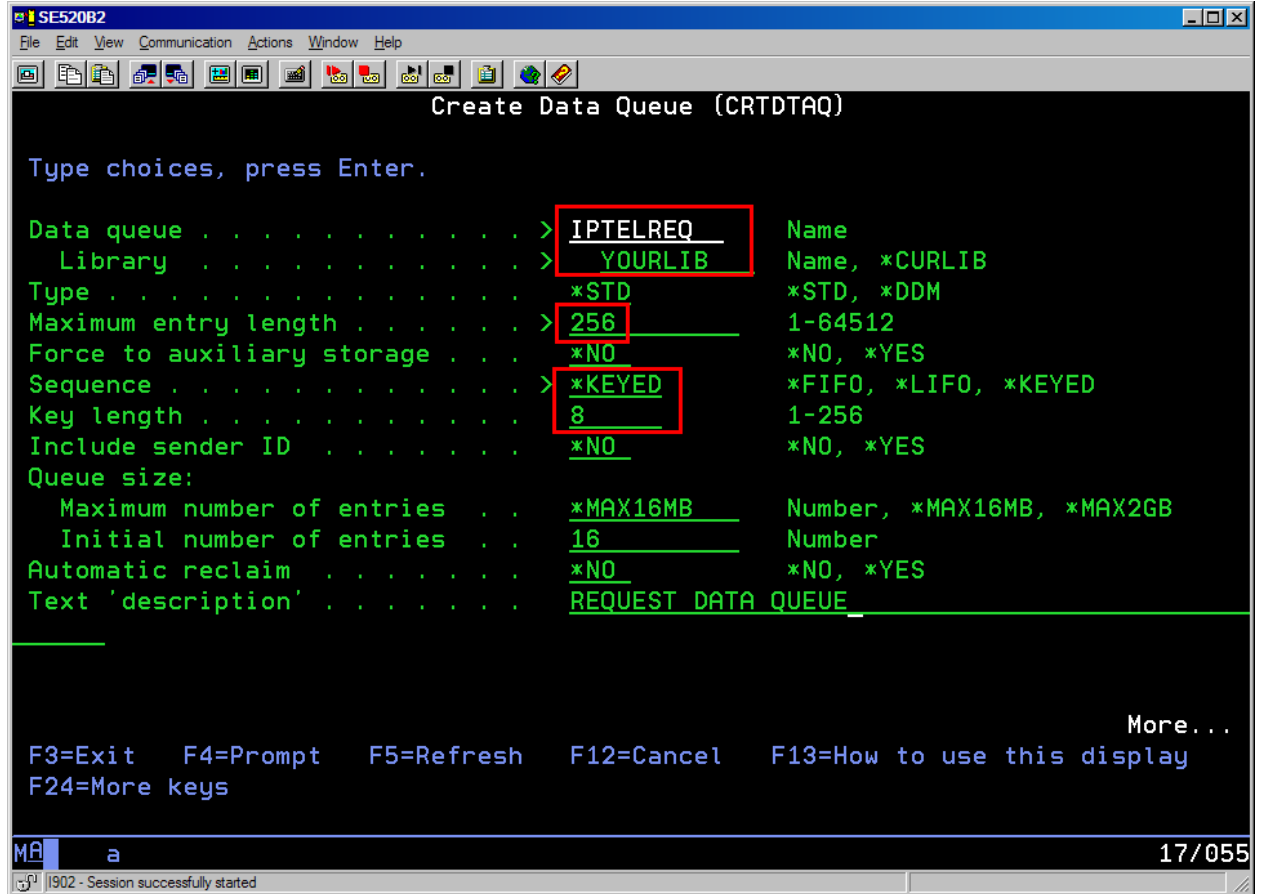 SE520B2
File Edit View Communication Actions Window Help
Create Data Queue (CRTDTAQ)
Type choices, press Enter.
Data queue . . . . . . . . . . . > IPTELREQ Name
Library . . . . . . . . . . . > YOURLIB Name, *CURLIB
Type . . . . . . . . . . . . . . *STD *STD, *DDM
Maximum entry length . . . . . . > 256 1-64512
Force to auxiliary storage . . . *NO *NO, *YES
Sequence . . . . . . . . . . . . > *KEYED *FIFO, *LIFO, *KEYED
Key length . . . . . . . . . . . 8 1-256
Include sender ID . . . . . . . *NO *NO, *YES
Queue size:
Maximum number of entries . . *MAX16MB Number, *MAX16MB, *MAX2GB
Initial number of entries . . 16 Number
Automatic reclaim . . . . . . . *NO *NO, *YES
Text 'description' . . . . . . . REQUEST DATA QUEUE
More...
F3=Exit F4=Prompt F5=Refresh F12=Cancel F13=How to use this display
F24=More keys
MA a 17/055
I902 - Session successfully started